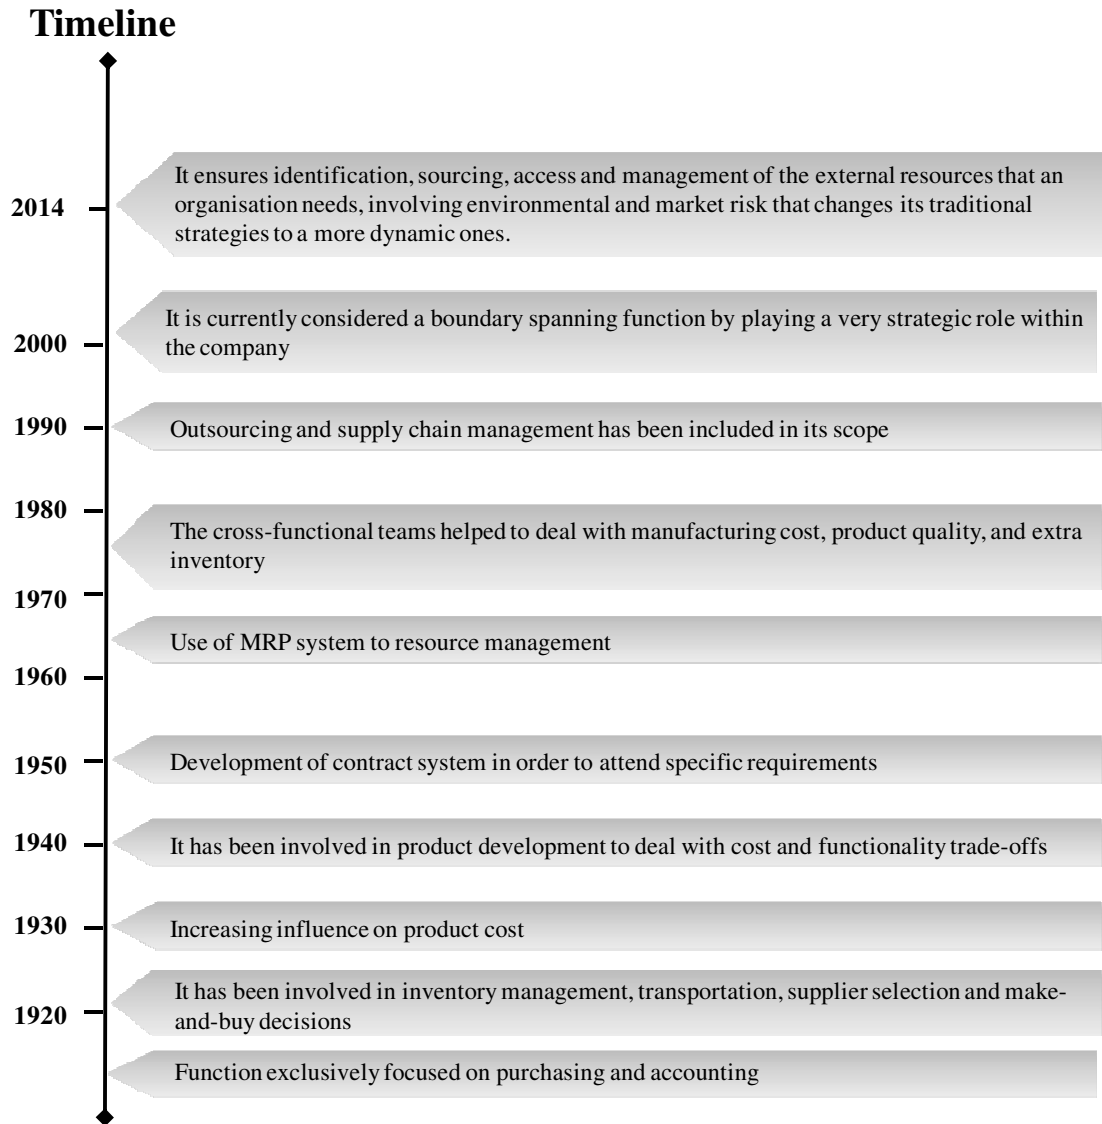 Timeline
2014
It ensures identification, sourcing, access and management of the external resources that an
organisation needs, involving environmental and market risk that changes its traditional
strategies to a more dynamic ones.
2000
It is currently considered a boundary spanning function by playing a very strategic role within
the company
1990
Outsourcing and supply chain management has been included in its scope
1980
The cross-functional teams helped to deal with manufacturing cost, product quality, and extra
inventory
1970
Use of MRP system to resource management
1960
1950
Development of contract system in order to attend specific requirements
1940
It has been involved in product development to deal with cost and functionality trade-offs
1930
Increasing influence on product cost
1920
It has been involved in inventory management, transportation, supplier selection and make-
and-buy decisions
Function exclusively focused on purchasing and accounting